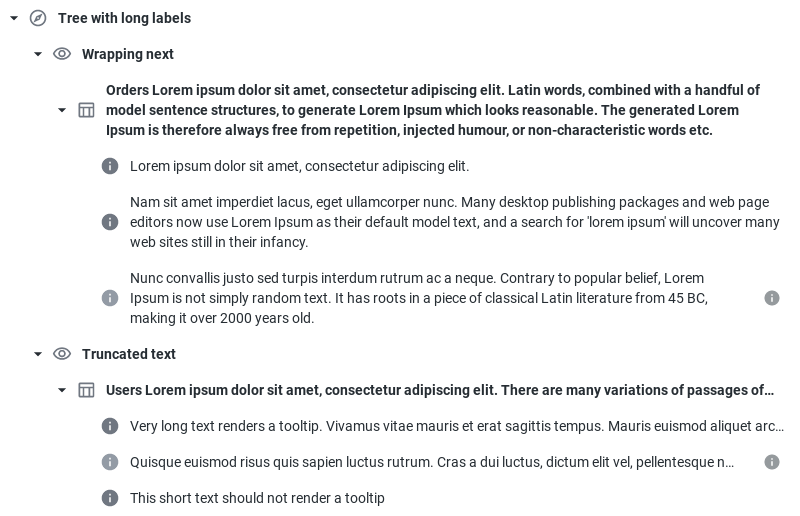 Tree with long labels
Wrapping next
Orders Lorem ipsum dolor sit amet, consectetur adipiscing elit. Latin words, combined with a handful of
model sentence structures, to generate Lorem Ipsum which looks reasonable. The generated Lorem
Ipsum is therefore always free from repetition, injected humour, or non-characteristic words etc.
Lorem ipsum dolor sit amet, consectetur adipiscing elit.
Nam sit amet imperdiet lacus, eget ullamcorper nunc. Many desktop publishing packages and web page
editors now use Lorem Ipsum as their default model text, and a search for 'lorem ipsum' will uncover many
web sites still in their infancy.
Nunc convallis justo sed turpis interdum rutrum ac a neque. Contrary to popular belief, Lorem
Ipsum is not simply random text. It has roots in a piece of classical Latin literature from 45 BC,
making it over 2000 years old.
Truncated text
Users Lorem ipsum dolor sit amet, consectetur adipiscing elit. There are many variations of passages of…
Very long text renders a tooltip. Vivamus vitae mauris et erat sagittis tempus. Mauris euismod aliquet arc…
Quisque euismod risus quis sapien luctus rutrum. Cras a dui luctus, dictum elit vel, pellentesque n…
This short text should not render a tooltip